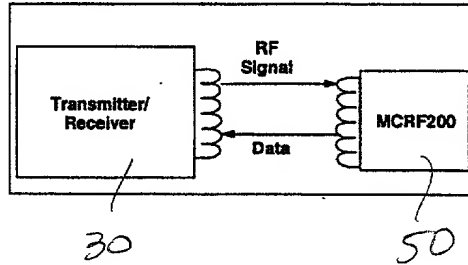 RF
Signal
Transmitter/
Receiver
MCRF200
Data
30
50